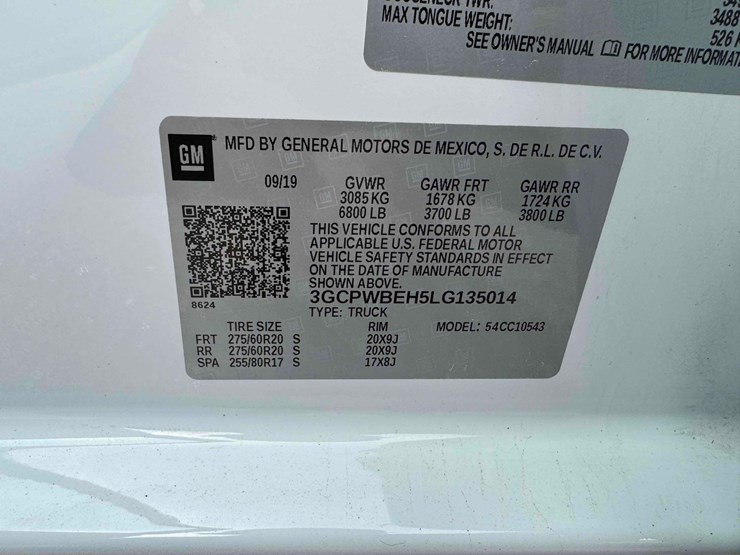 MAX TONGUE WEIGHT:
3488
526
SEE OWNER'S MANUAL FOR MORE
GM
MFD BY GENERAL MOTORS DE MEXICO, S. DE R.L. DE C.V.
09/19 GVWR GAWR FRT GAWR RR
3085 KG 1678 KG 1724 KG
6800 LB 3700 LB 3800 LB
THIS VEHICLE CONFORMS TO ALL
APPLICABLE U.S. FEDERAL MOTOR
VEHICLE SAFETY STANDARDS IN EFFECT
ON THE DATE OF MANUFACTURE
SHOWN ABOVE.
8624
3GCPWBEH5LG135014
TYPE: TRUCK MODEL: 54CC10543
TIRE SIZE RIM
FRT 275/60R20 S 20X9J
RR 275/60R20 S 20X9J
SPA 255/80R17 S 17X8J